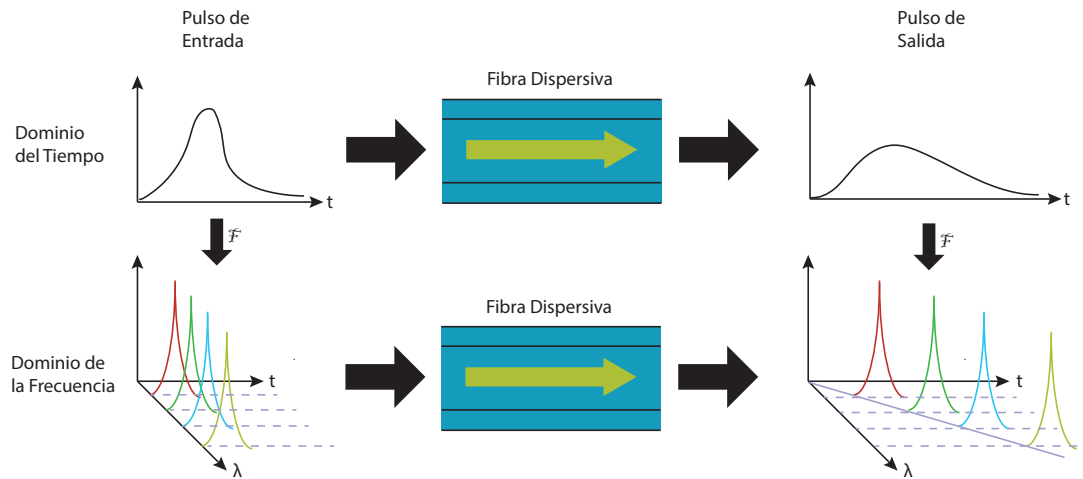 Pulso de
Entrada
Pulso de
Salida
Fibra Dispersiva
Dominio
del Tiempo
t
t
ℱ
ℱ
Fibra Dispersiva
Dominio de
la Frecuencia
t
t
λ
λ